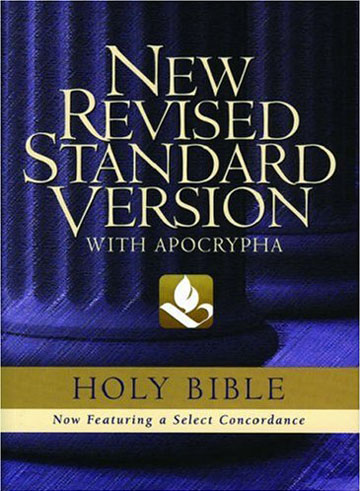 NEW
REVISED
STANDARD
VERSION
WITH APOCRYPHA
HOLY BIBLE
Now Featuring a Select Concordance